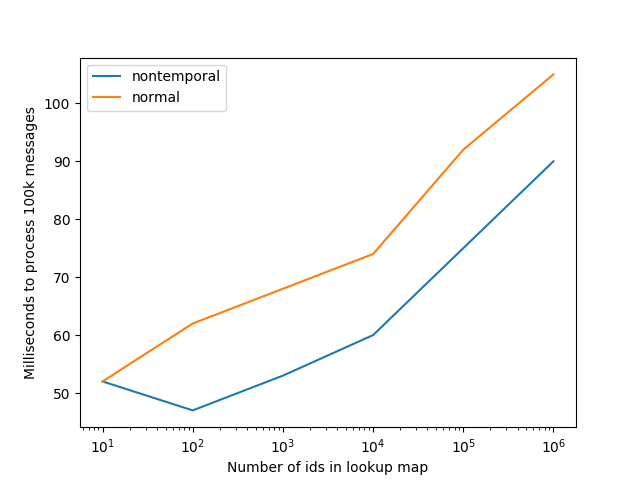 nontemporal
normal
Milliseconds to process 100k messages
100
90
80
70
60
50
10¹ 10² 10³ 10⁴ 10⁵ 10⁶
Number of ids in lookup map